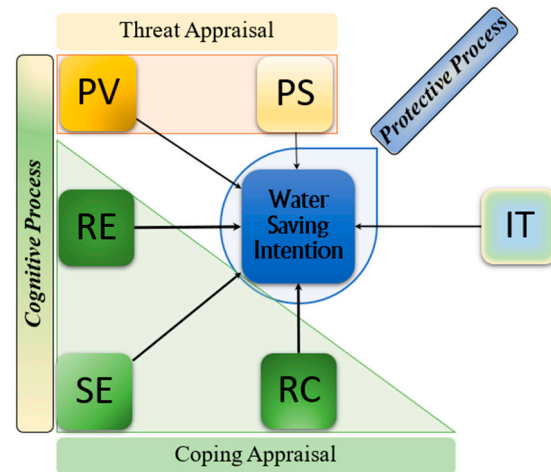 Threat Appraisal
PV
PS
Protective Process
Cognitive Process
RE
Water
Saving
Intention
IT
SE
RC
Coping Appraisal